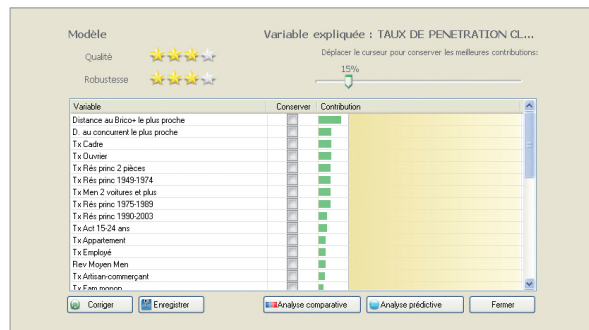 Modèle
Variable expliquée : TAUX DE PENETRATION CL...
Qualité
Déplacer le curseur pour conserver les meilleures contributions:
Robustesse
15%
Variable Conserver Contribution
Distance au Brico+ le plus proche
D. au concurrent le plus proche
Tx Cadre
Tx Ouvrier
Tx Rés princ 2 pièces
Tx Rés princ 1949-1974
Tx Men 2 voitures et plus
Tx Rés princ 1975-1989
Tx Rés princ 1990-2003
Tx Act 15-24 ans
Tx Appartement
Tx Employé
Rev Moyen Men
Tx Artisan-commerçant
Tx Fam monop
Corriger Enregistrer Analyse comparative Analyse prédictive Fermer